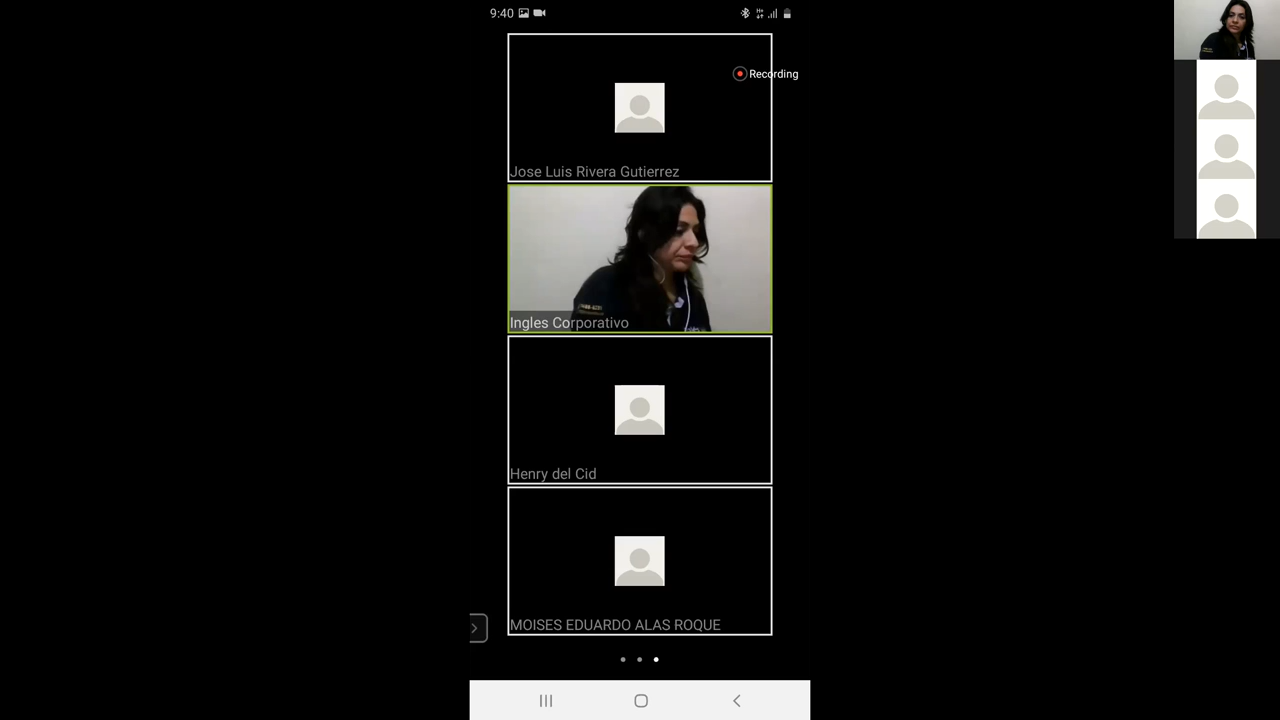 9:40
Recording
Jose Luis Rivera Gutierrez
Ingles Corporativo
Henry del Cid
MOISES EDUARDO ALAS ROQUE